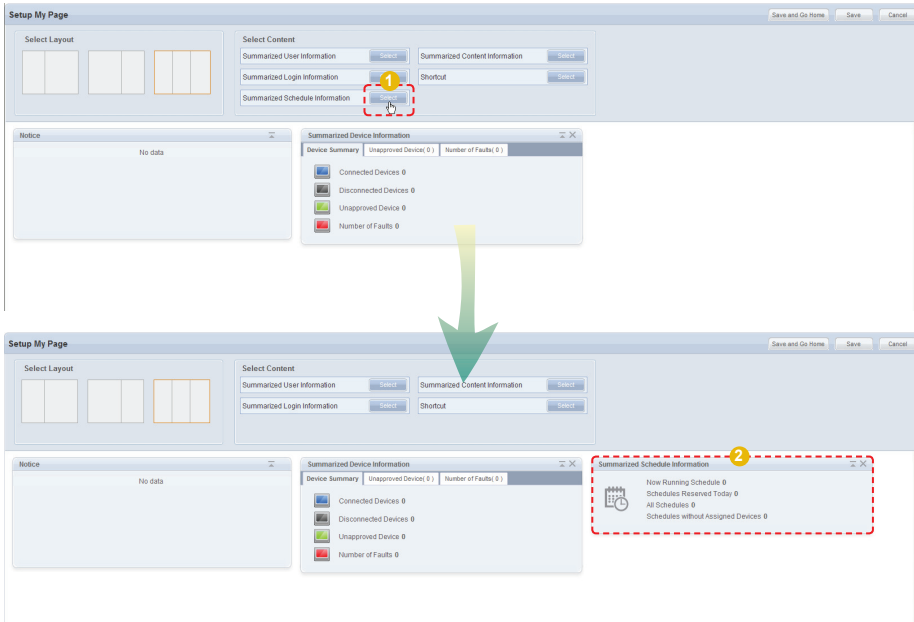 Setup My Page
Save and Go Home Save Cancel
Select Layout
Select Content
Summarized User Information Select Summarized Content Information Select
Summarized Login Information Shortcut Select
1
Summarized Schedule Information Select
Notice
No data
Summarized Device Information
Device Summary Unapproved Device( 0 ) Number of Faults( 0 )
Connected Devices 0
Disconnected Devices 0
Unapproved Device 0
Number of Faults 0
Setup My Page
Save and Go Home Save Cancel
Select Layout
Select Content
Summarized User Information Select Summarized Content Information Select
Summarized Login Information Select Shortcut Select
Notice
No data
Summarized Device Information
Device Summary Unapproved Device( 0 ) Number of Faults( 0 )
Connected Devices 0
Disconnected Devices 0
Unapproved Device 0
Number of Faults 0
2
Summarized Schedule Information
Now Running Schedule 0
Schedules Reserved Today 0
All Schedules 0
Schedules without Assigned Devices 0